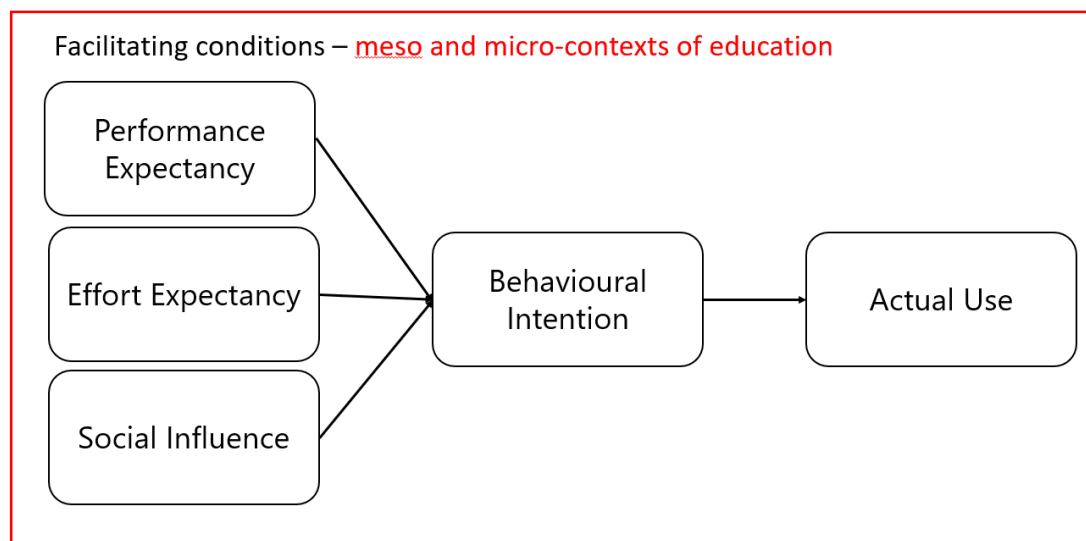 Facilitating conditions – meso and micro-contexts of education
Performance
Expectancy
Effort Expectancy
Social Influence
Behavioural
Intention
Actual Use